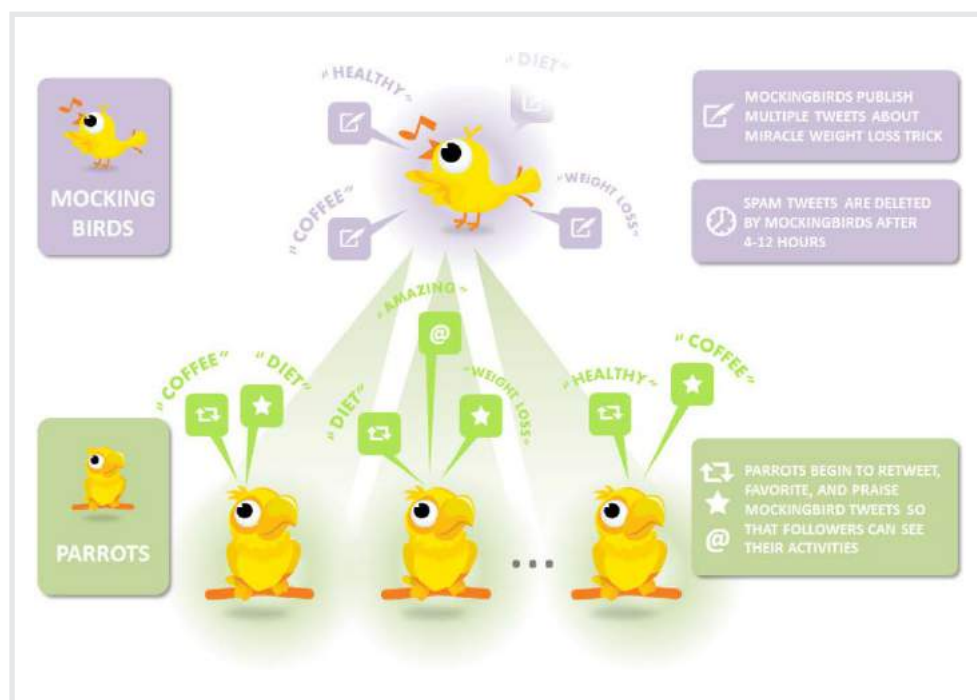 "HEALTHY"
"DIET"
MOCKING
BIRDS
MOCKINGBIRDS PUBLISH
MULTIPLE TWEETS ABOUT
MIRACLE WEIGHT LOSS TRICK
"COFFEE"
"WEIGHT LOSS"
SPAM TWEETS ARE DELETED
BY MOCKINGBIRDS AFTER
4-12 HOURS
"AMAZING"
@
"COFFEE"
"DIET"
"DIET"
"WEIGHT LOSS"
"HEALTHY"
"COFFEE"
PARROTS
PARROTS BEGIN TO RETWEET,
FAVORITE, AND PRAISE
MOCKINGBIRD TWEETS SO
@ THAT FOLLOWERS CAN SEE
THEIR ACTIVITIES
...